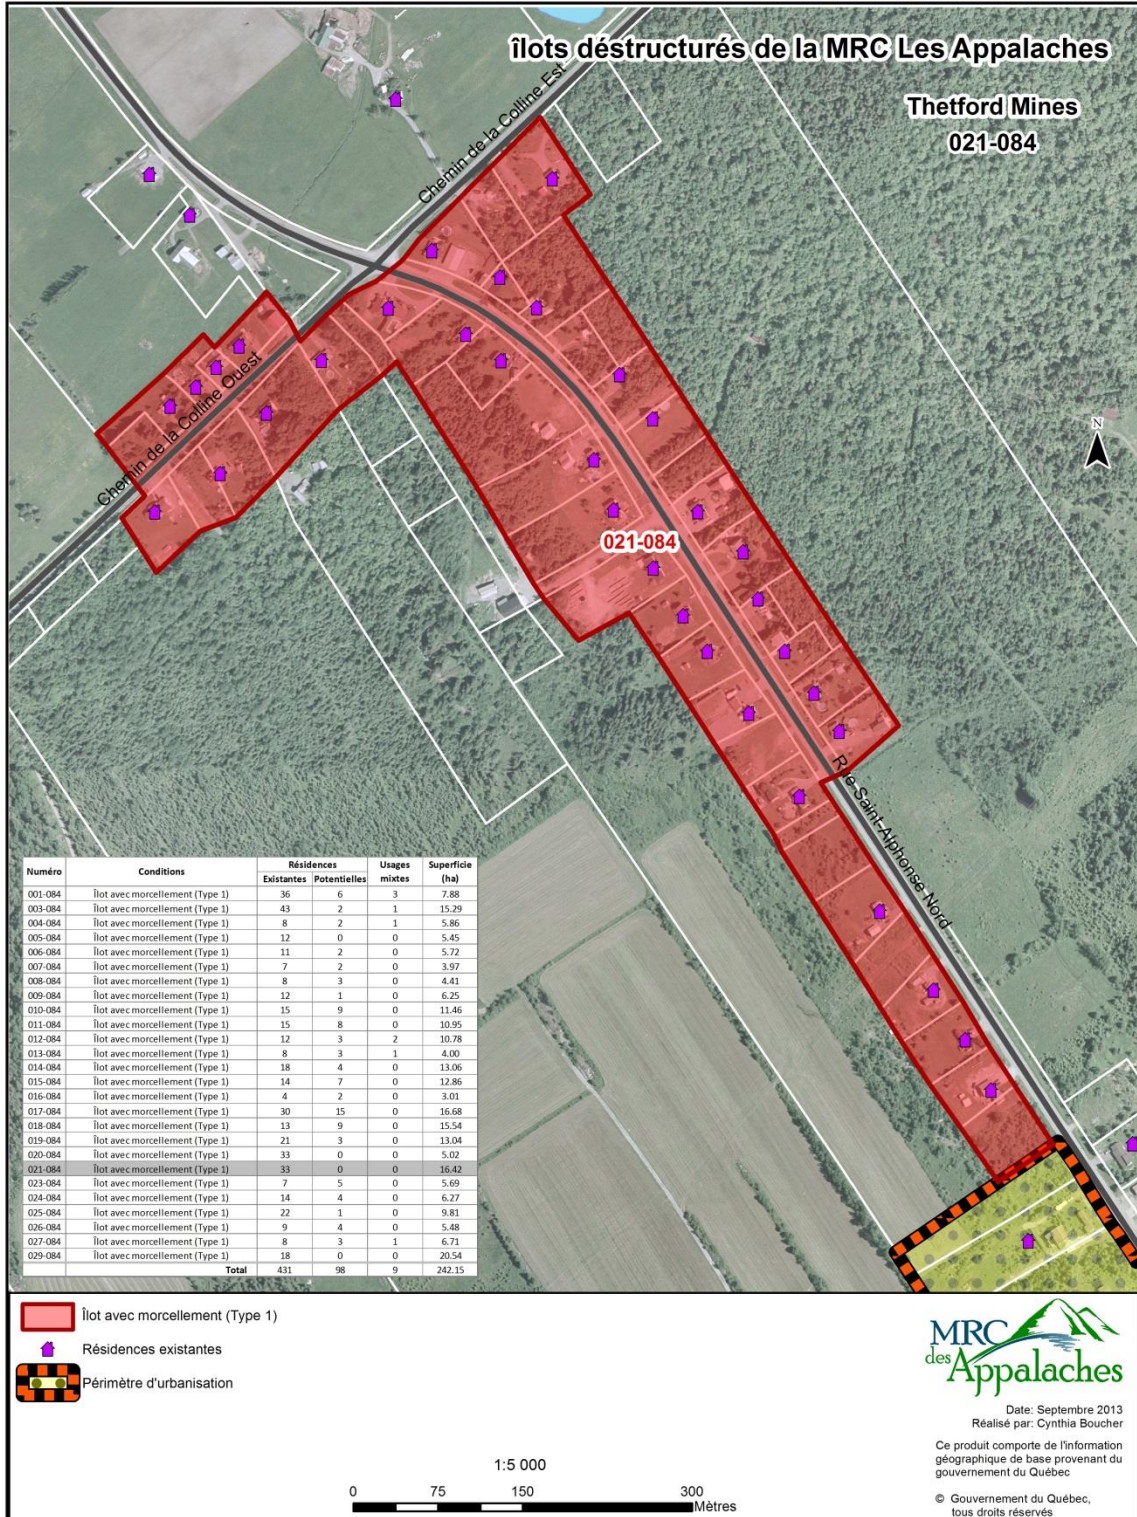 îlots déstructurés de la MRC Les Appalaches
Thetford Mines
021-084
Chemin de la Colline Est
Chemin de la Colline Ouest
N
021-084
Rue Saint-Alphonse Nord
Numéro Conditions Résidences Usages mixtes Superficie (ha)
Existantes Potentielles
001-084 Îlot avec morcellement (Type 1) 36 6 3 7.88
003-084 Îlot avec morcellement (Type 1) 43 2 1 15.29
004-084 Îlot avec morcellement (Type 1) 8 2 1 5.86
005-084 Îlot avec morcellement (Type 1) 12 0 0 5.45
006-084 Îlot avec morcellement (Type 1) 11 2 0 5.72
007-084 Îlot avec morcellement (Type 1) 7 2 0 3.97
008-084 Îlot avec morcellement (Type 1) 8 3 0 4.41
009-084 Îlot avec morcellement (Type 1) 12 1 0 6.25
010-084 Îlot avec morcellement (Type 1) 15 9 0 11.46
011-084 Îlot avec morcellement (Type 1) 15 8 0 10.95
012-084 Îlot avec morcellement (Type 1) 12 3 2 10.78
013-084 Îlot avec morcellement (Type 1) 8 3 1 4.00
014-084 Îlot avec morcellement (Type 1) 18 4 0 13.06
015-084 Îlot avec morcellement (Type 1) 14 7 0 12.86
016-084 Îlot avec morcellement (Type 1) 4 2 0 3.01
017-084 Îlot avec morcellement (Type 1) 30 15 0 16.68
018-084 Îlot avec morcellement (Type 1) 13 9 0 15.54
019-084 Îlot avec morcellement (Type 1) 21 3 0 13.04
020-084 Îlot avec morcellement (Type 1) 33 0 0 5.02
021-084 Îlot avec morcellement (Type 1) 33 0 0 16.42
023-084 Îlot avec morcellement (Type 1) 7 5 0 5.69
024-084 Îlot avec morcellement (Type 1) 14 4 0 6.27
025-084 Îlot avec morcellement (Type 1) 22 1 0 9.81
026-084 Îlot avec morcellement (Type 1) 9 4 0 5.48
027-084 Îlot avec morcellement (Type 1) 8 3 1 6.71
029-084 Îlot avec morcellement (Type 1) 18 0 0 20.54
Total 431 98 9 242.15
Îlot avec morcellement (Type 1)
Résidences existantes
Périmètre d'urbanisation
1:5 000
0 75 150 300
Mètres
MRC
des Appalaches
Date: Septembre 2013
Réalisé par: Cynthia Boucher
Ce produit comporte de l'information
géographique de base provenant du
gouvernement du Québec
© Gouvernement du Québec,
tous droits réservés